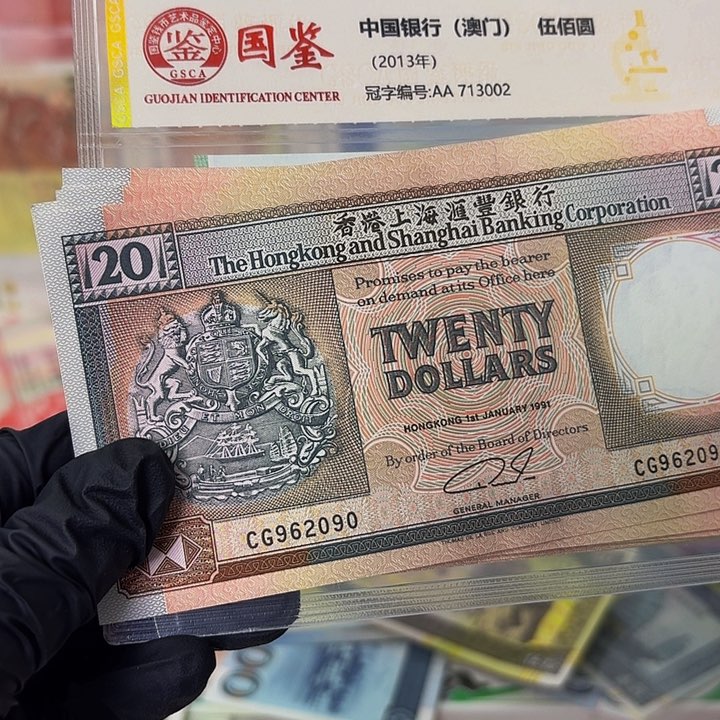 国鉴
中国银行（澳门） 伍佰圆
(2013年)
冠字编号:AA 713002
鉴
GSCA
GUOJIAN IDENTIFICATION CENTER
香港上海滙豐銀行
The Hongkong and Shanghai Banking Corporation
20
Promises to pay the bearer
on demand at its Office here
TWENTY
DOLLARS
HONGKONG 1st JANUARY 1991
By order of the Board of Directors
GENERAL MANAGER
CG962090
CG96209